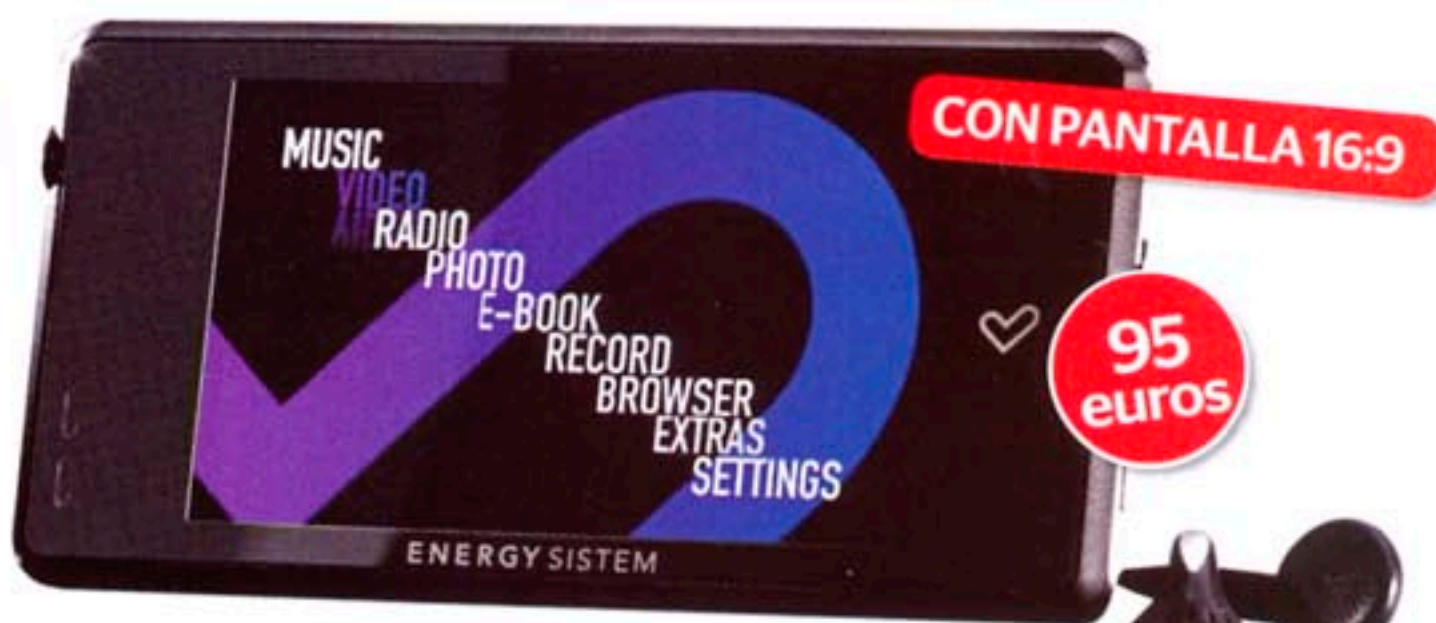 CON PANTALLA 16:9
MUSIC
VIDEO
RADIO
PHOTO
E-BOOK
RECORD
BROWSER
EXTRAS
SETTINGS
95
euros
ENERGY SISTEM